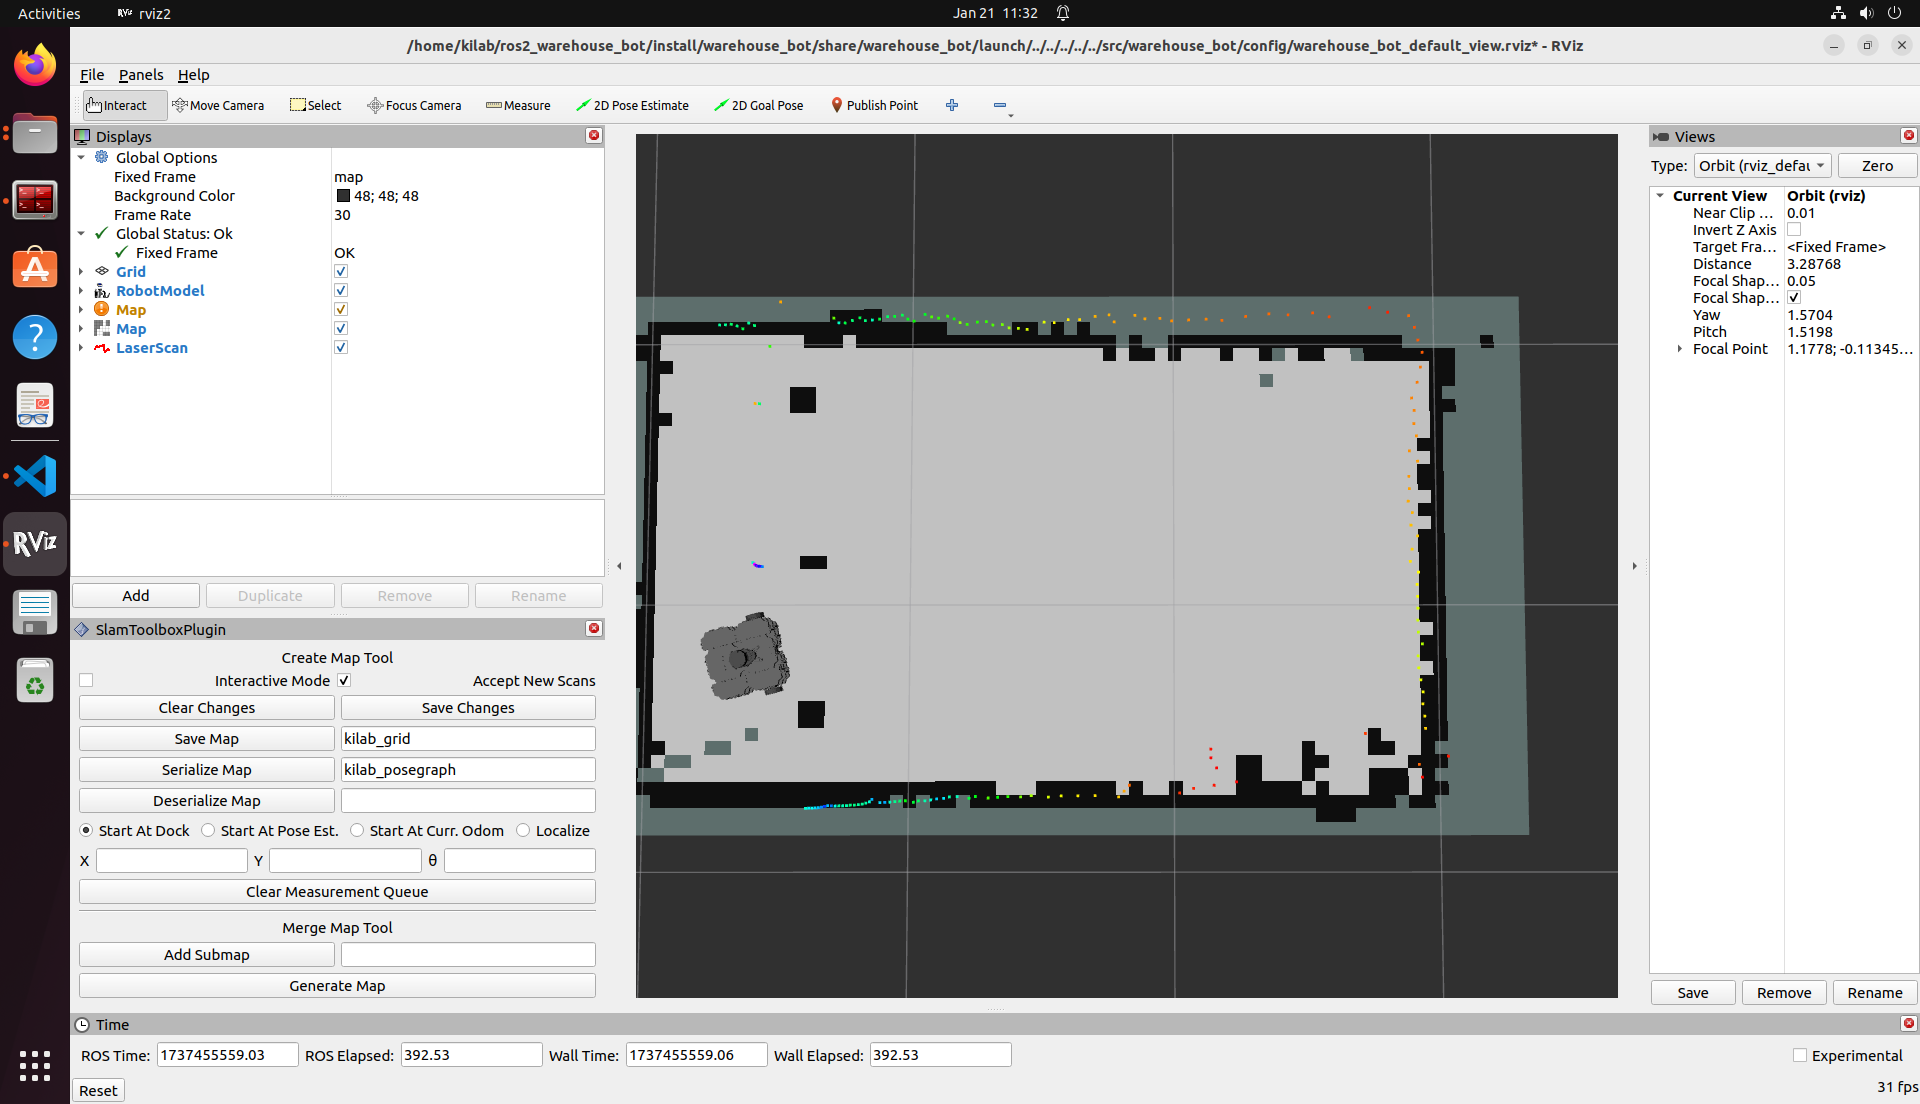 Activities
RViz rviz2
Jan 21 11:32
/home/kilab/ros2_warehouse_bot/install/warehouse_bot/share/warehouse_bot/launch/../../../../../src/warehouse_bot/config/warehouse_bot_default_view.rviz* - RViz
File Panels Help
Interact Move Camera Select Focus Camera Measure 2D Pose Estimate 2D Goal Pose Publish Point
Displays
Global Options
Fixed Frame map
Background Color 48; 48; 48
Frame Rate 30
Global Status: Ok
Fixed Frame OK
Grid
RobotModel
Map
Map
LaserScan
RViz
Add Duplicate Remove Rename
SlamToolboxPlugin
Create Map Tool
Interactive Mode Accept New Scans
Clear Changes Save Changes
Save Map kilab_grid
Serialize Map kilab_posegraph
Deserialize Map
Start At Dock Start At Pose Est. Start At Curr. Odom Localize
X Y θ
Clear Measurement Queue
Merge Map Tool
Add Submap
Generate Map
Views
Type: Orbit (rviz_defau Zero
Current View Orbit (rviz)
Near Clip ... 0.01
Invert Z Axis
Target Fra... <Fixed Frame>
Distance 3.28768
Focal Shap... 0.05
Focal Shap...
Yaw 1.5704
Pitch 1.5198
Focal Point 1.1778; -0.11345...
Save Remove Rename
Time
ROS Time: 1737455559.03 ROS Elapsed: 392.53 Wall Time: 1737455559.06 Wall Elapsed: 392.53 Experimental
Reset 31 fps